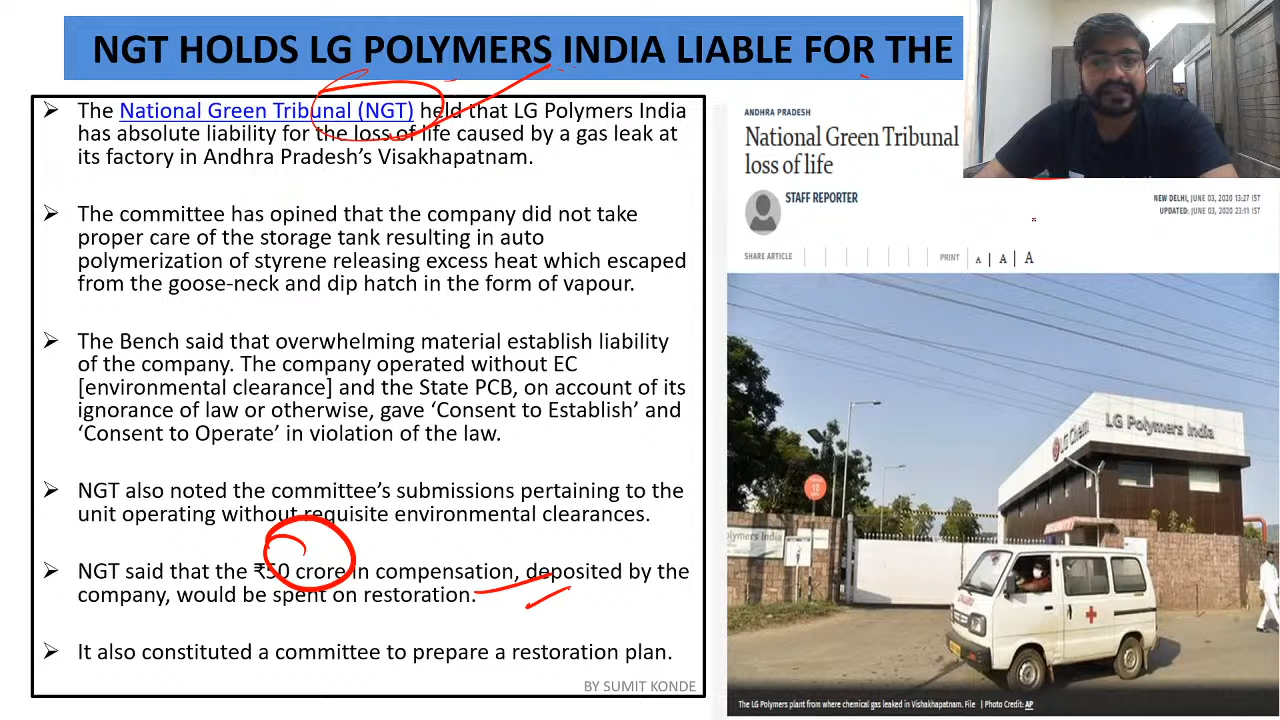 NGT HOLDS LG POLYMERS INDIA LIABLE FOR THE
➢ The National Green Tribunal (NGT) held that LG Polymers India
has absolute liability for the loss of life caused by a gas leak at
its factory in Andhra Pradesh’s Visakhapatnam.
➢ The committee has opined that the company did not take
proper care of the storage tank resulting in auto
polymerization of styrene releasing excess heat which escaped
from the goose-neck and dip hatch in the form of vapour.
➢ The Bench said that overwhelming material establish liability
of the company. The company operated without EC
[environmental clearance] and the State PCB, on account of its
ignorance of law or otherwise, gave ‘Consent to Establish’ and
‘Consent to Operate’ in violation of the law.
➢ NGT also noted the committee’s submissions pertaining to the
unit operating without requisite environmental clearances.
➢ NGT said that the ₹50 crore in compensation, deposited by the
company, would be spent on restoration.
➢ It also constituted a committee to prepare a restoration plan.
BY SUMIT KONDE
ANDHRA PRADESH
National Green Tribunal
loss of life
STAFF REPORTER
NEW DELHI, JUNE 03, 2020 13:27 IST
UPDATED: JUNE 03, 2020 23:11 IST
SHARE ARTICLE
PRINT A | A | A
LG Chem
LG Polymers India
olymers India
The LG Polymers plant from where chemical gas leaked in Vishakhapatnam. File | Photo Credit: AP